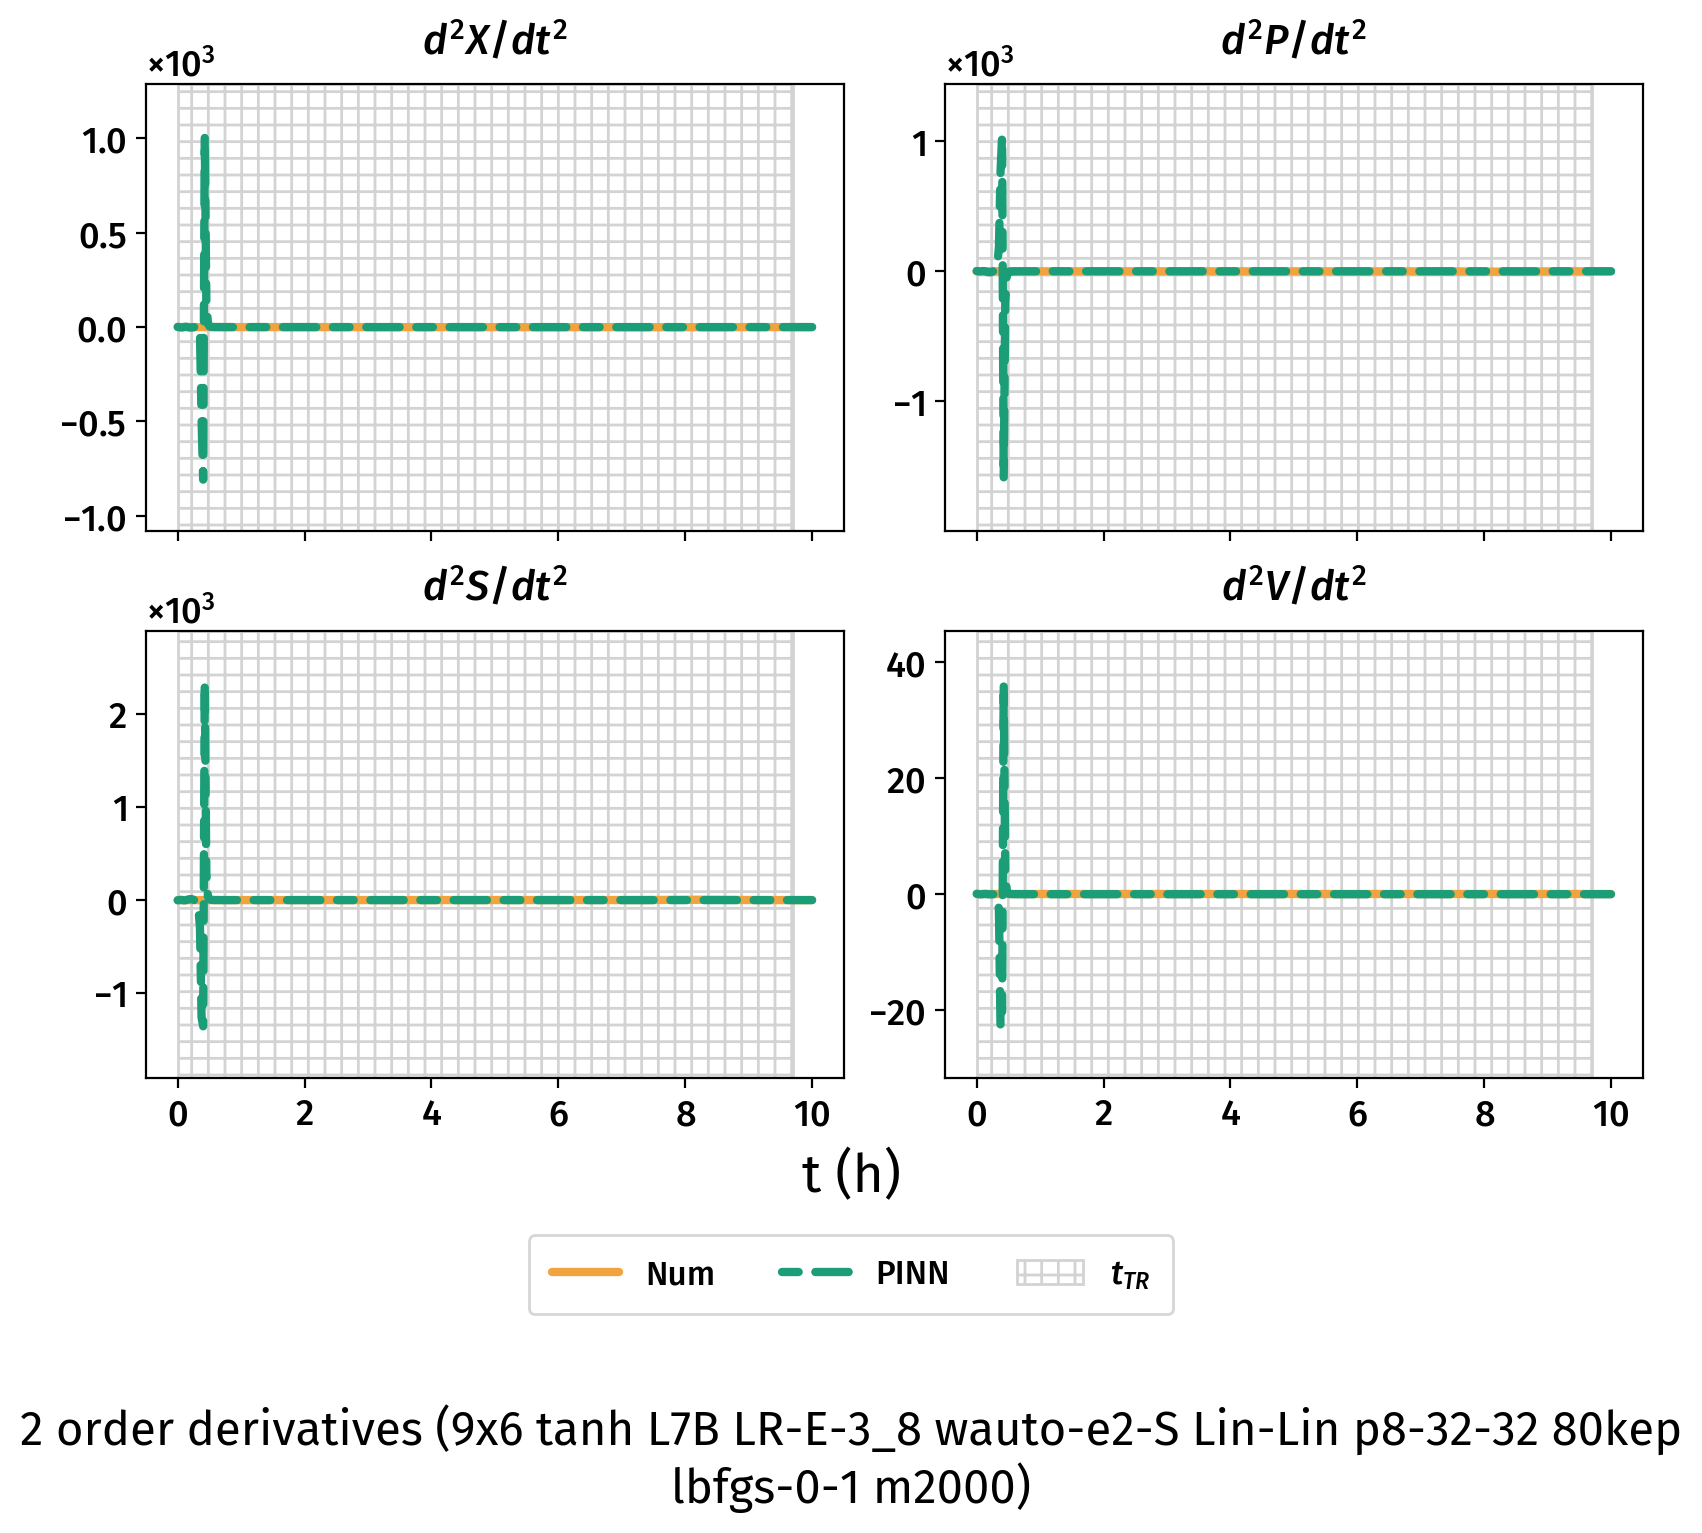 d²X/dt²
×10³
1.0
0.5
0.0
−0.5
−1.0
d²P/dt²
×10³
1
0
−1
d²S/dt²
×10³
2
1
0
−1
0 2 4 6 8 10
d²V/dt²
40
20
0
−20
0 2 4 6 8 10
t (h)
Num PINN t_TR
2 order derivatives (9x6 tanh L7B LR-E-3_8 wauto-e2-S Lin-Lin p8-32-32 80kep
lbfgs-0-1 m2000)